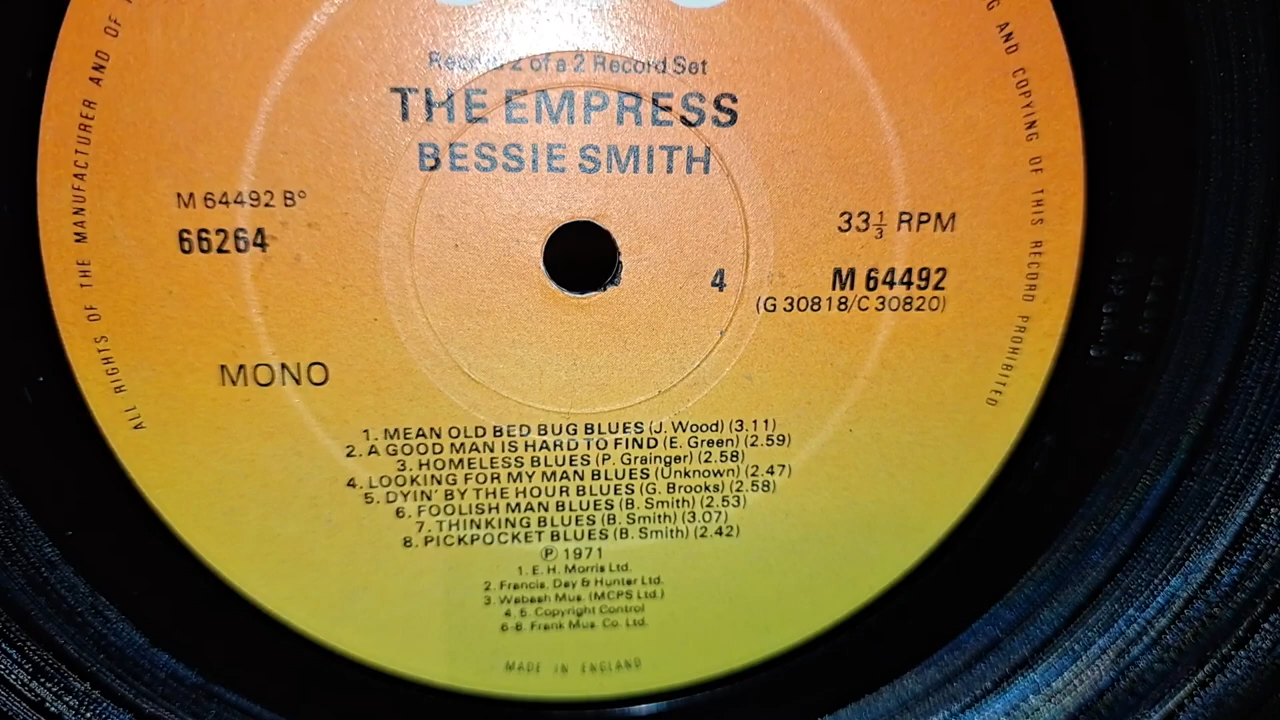 ALL RIGHTS OF THE MANUFACTURER AND OF
NG AND COPYING OF THIS RECORD PROHIBITED
Record 2 of a 2 Record Set
THE EMPRESS
BESSIE SMITH
M 64492 B°
66264
33⅓ RPM
4 M 64492
(G 30818/C 30820)
MONO
1. MEAN OLD BED BUG BLUES (J. Wood) (3.11)
2. A GOOD MAN IS HARD TO FIND (E. Green) (2.59)
3. HOMELESS BLUES (P. Grainger) (2.58)
4. LOOKING FOR MY MAN BLUES (Unknown) (2.47)
5. DYIN' BY THE HOUR BLUES (G. Brooks) (2.58)
6. FOOLISH MAN BLUES (B. Smith) (2.53)
7. THINKING BLUES (B. Smith) (3.07)
8. PICKPOCKET BLUES (B. Smith) (2.42)
℗ 1971
1. E. H. Morris Ltd.
2. Francis, Day & Hunter Ltd.
3. Wabash Mus. (MCPS Ltd.)
4, 5. Copyright Control
6-8. Frank Mus. Co. Ltd.
MADE IN ENGLAND